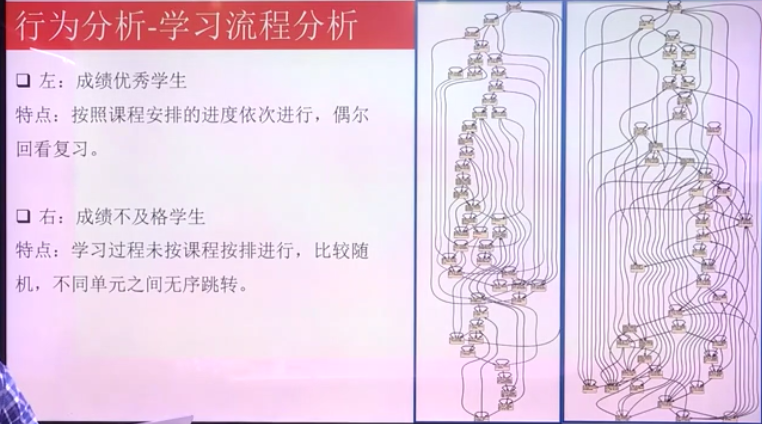 行为分析-学习流程分析
❑ 左：成绩优秀学生
特点：按照课程安排的进度依次进行，偶尔
回看复习。
❑ 右：成绩不及格学生
特点：学习过程未按课程按排进行，比较随
机，不同单元之间无序跳转。